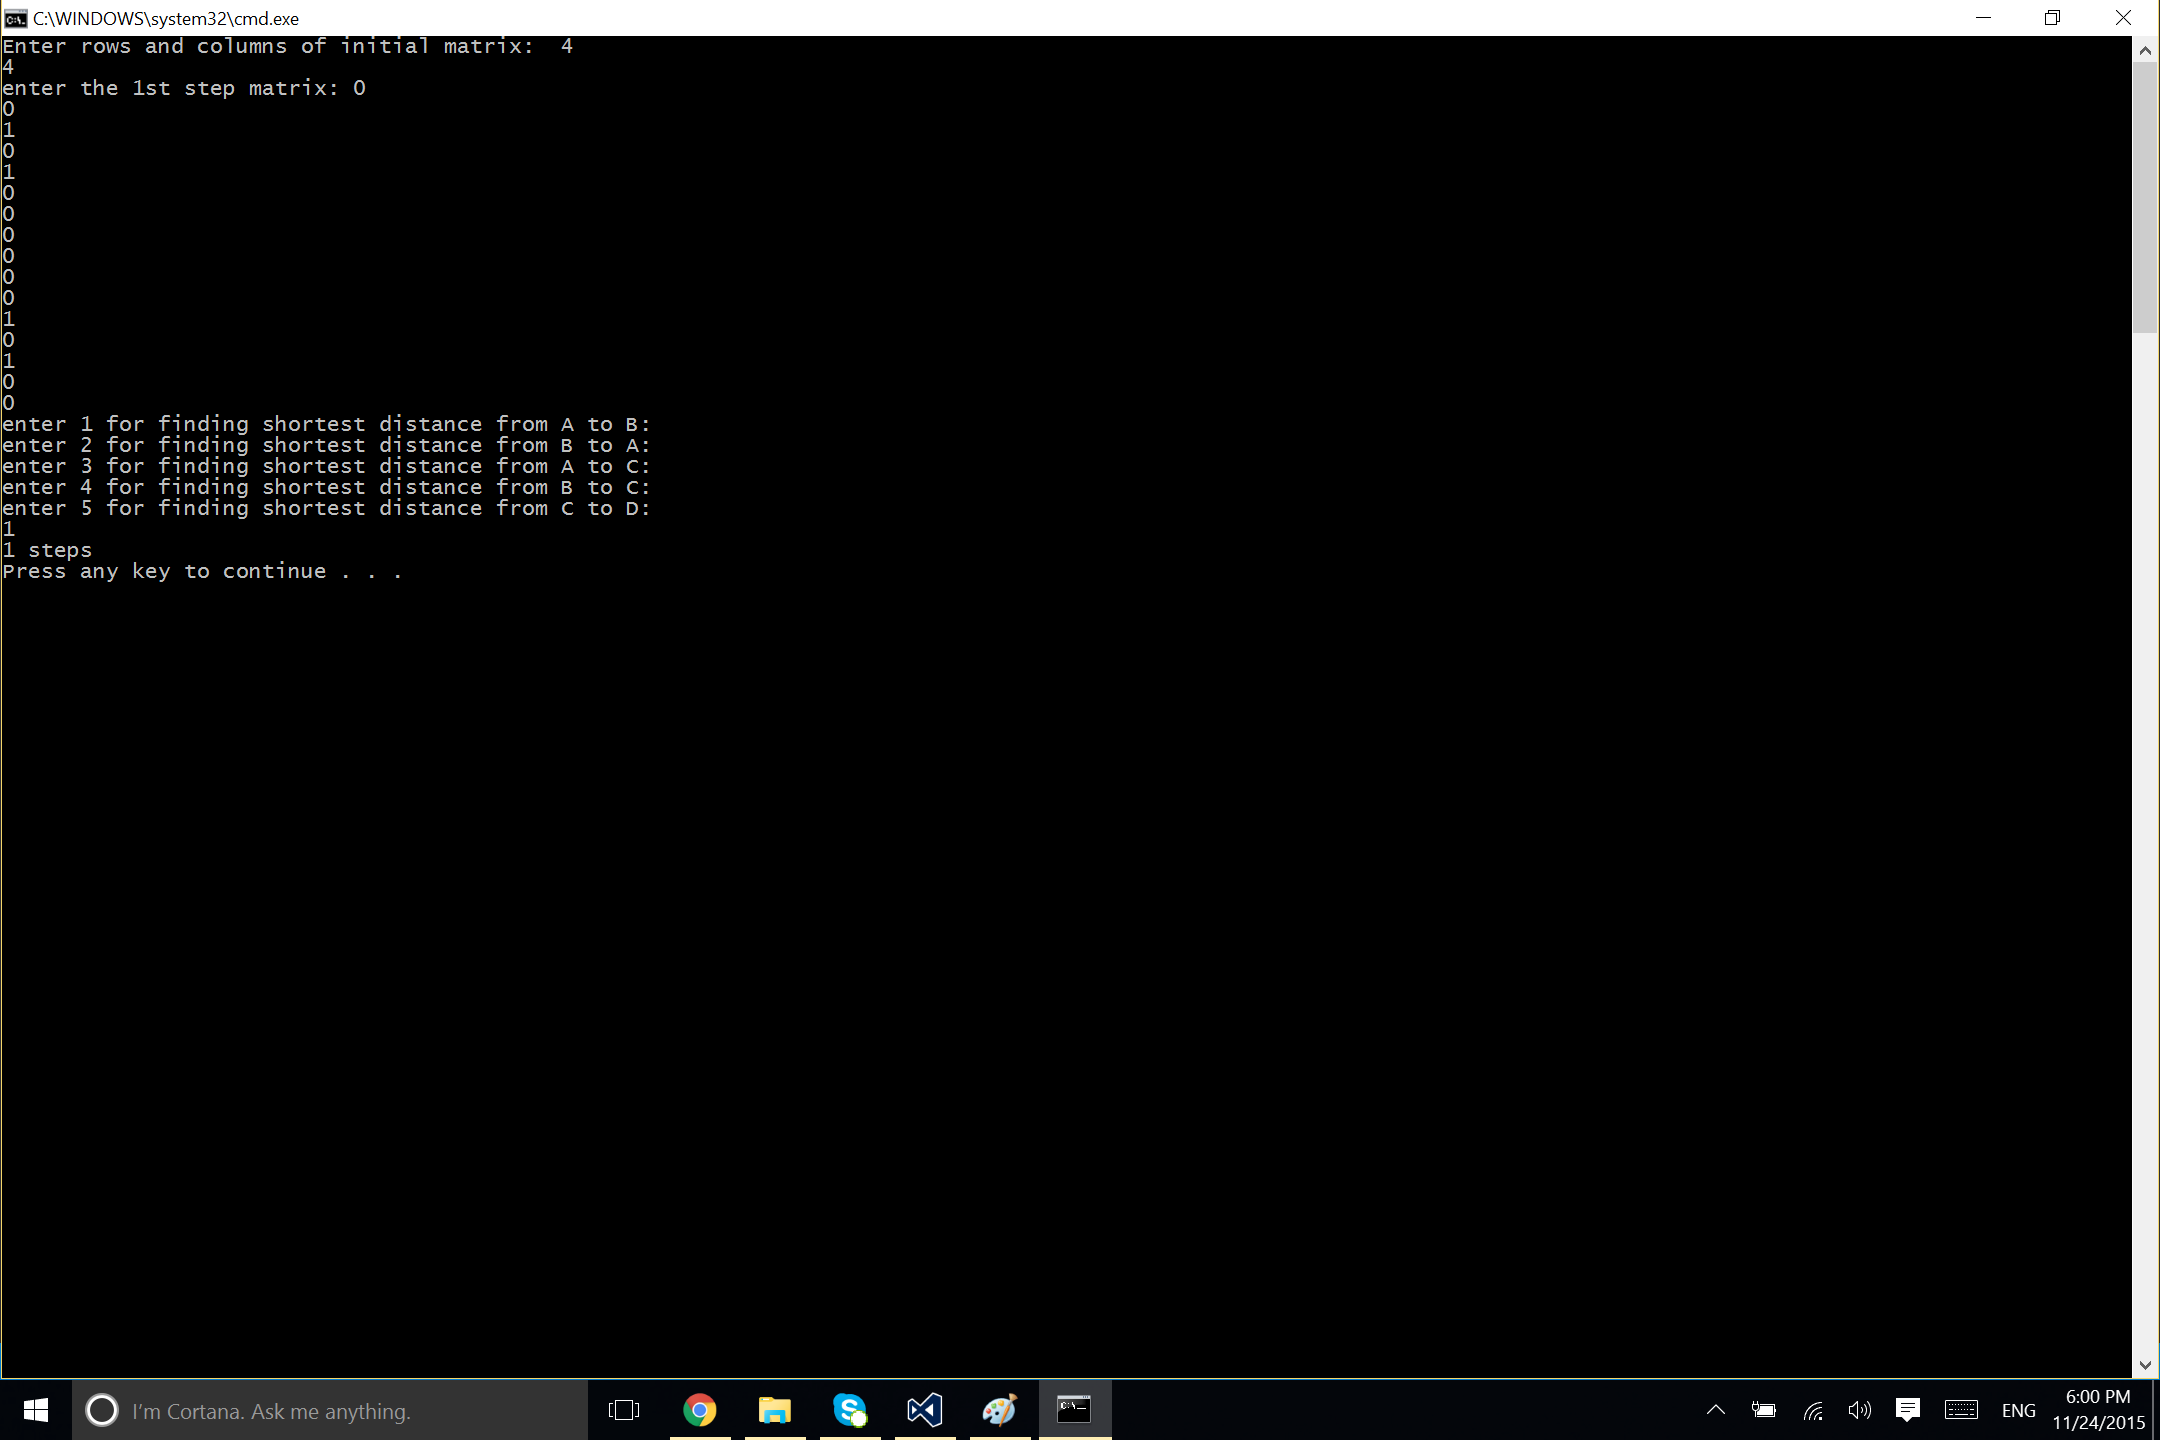 C:\WINDOWS\system32\cmd.exe
Enter rows and columns of initial matrix:  4
4
enter the 1st step matrix: 0
0
1
0
1
0
0
0
0
0
0
1
0
1
0
0
enter 1 for finding shortest distance from A to B:
enter 2 for finding shortest distance from B to A:
enter 3 for finding shortest distance from A to C:
enter 4 for finding shortest distance from B to C:
enter 5 for finding shortest distance from C to D:
1
1 steps
Press any key to continue . . .
I'm Cortana. Ask me anything.
ENG
6:00 PM
11/24/2015